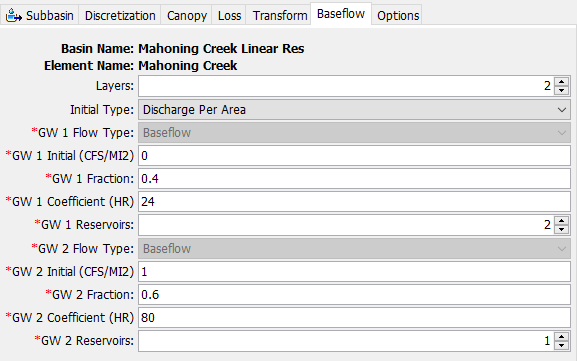 Subbasin Discretization Canopy Loss Transform Baseflow Options
Basin Name: Mahoning Creek Linear Res
Element Name: Mahoning Creek
Layers: 2
Initial Type: Discharge Per Area
*GW 1 Flow Type: Baseflow
*GW 1 Initial (CFS/MI2) 0
*GW 1 Fraction: 0.4
*GW 1 Coefficient (HR) 24
*GW 1 Reservoirs: 2
*GW 2 Flow Type: Baseflow
*GW 2 Initial (CFS/MI2) 1
*GW 2 Fraction: 0.6
*GW 2 Coefficient (HR) 80
*GW 2 Reservoirs: 1